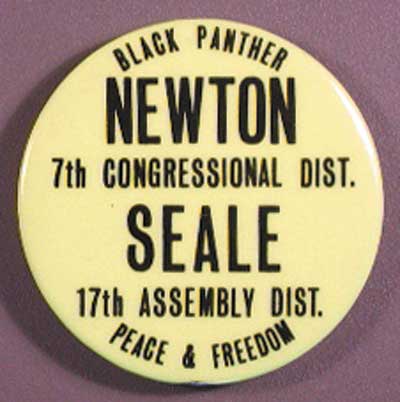 BLACK PANTHER
NEWTON
7th CONGRESSIONAL DIST.
SEALE
17th ASSEMBLY DIST.
PEACE & FREEDOM